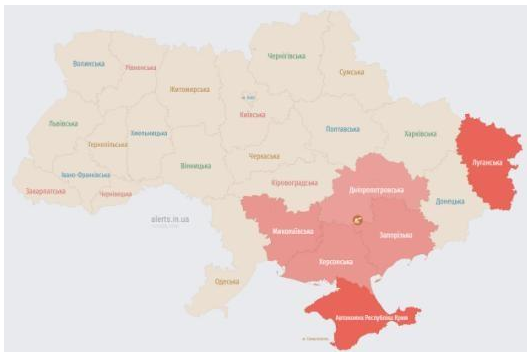 Чернігівська
Волинська
Рівненська
Сумська
Житомирська
Київська
Львівська
Тернопільська
Хмельницька
Полтавська
Харківська
Черкаська
Луганська
Вінницька
Івано-Франківська
Закарпатська
Чернівецька
Кіровоградська
Дніпропетровська
Донецька
alerts.in.ua
Миколаївська
Запорізька
Херсонська
Одеська
Автономна Республіка Крим